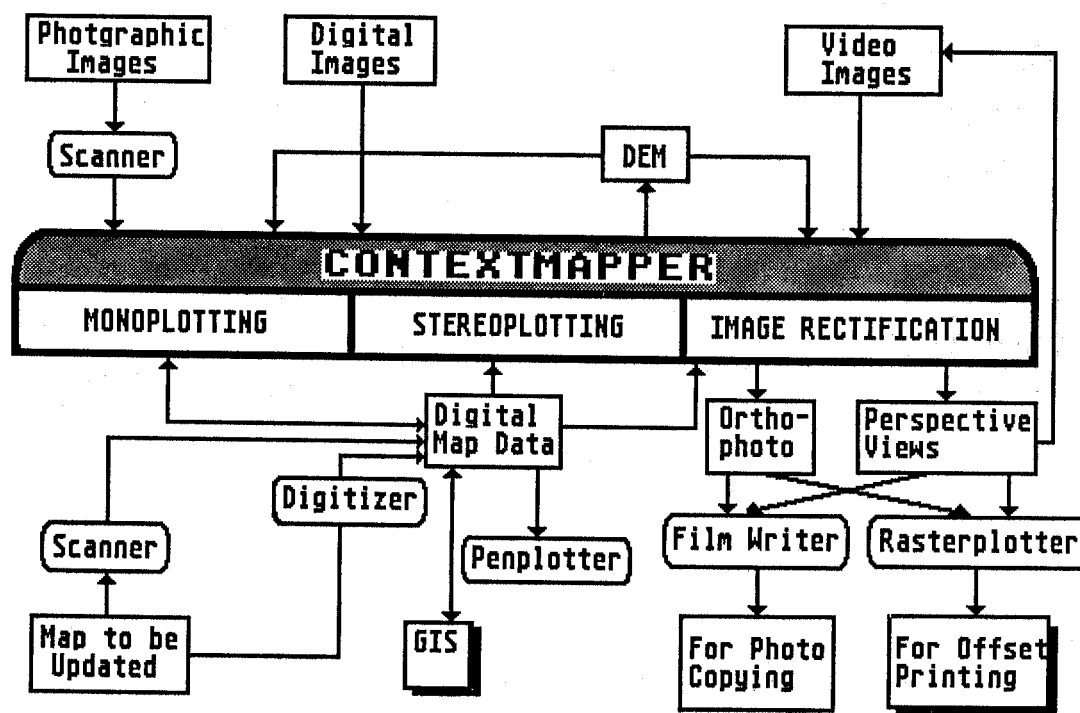 Photgraphic
Images
Digital
Images
Video
Images
Scanner
DEM
CONTEXTMAPPER
MONOPLOTTING
STEREOPLOTTING
IMAGE RECTIFICATION
Digital
Map Data
Ortho-
photo
Perspective
Views
Digitizer
Scanner
Penplotter
Film Writer
Rasterplotter
Map to be
Updated
GIS
For Photo
Copying
For Offset
Printing